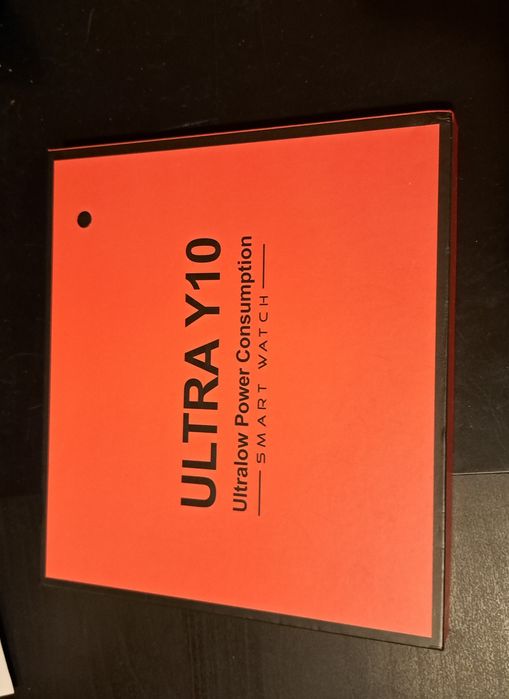 ULTRA Y10
Ultralow Power Consumption
SMART WATCH